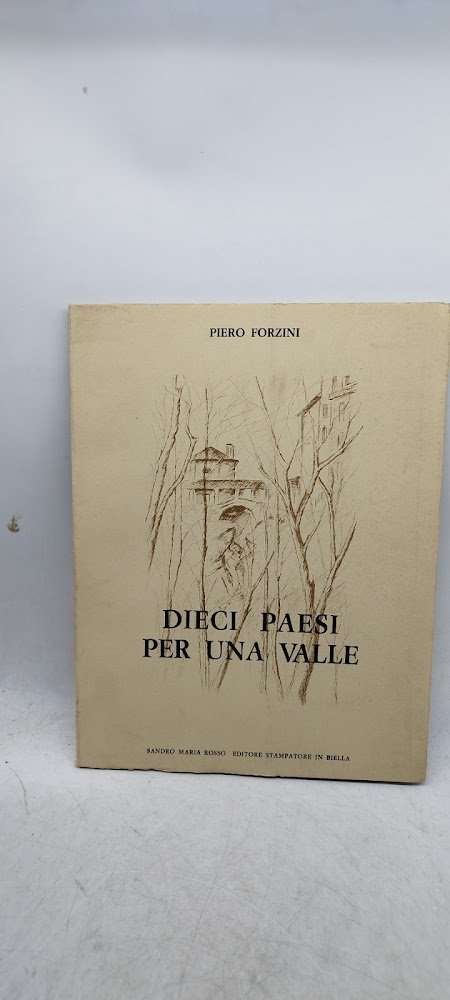 PIERO FORZINI
DIECI PAESI
PER UNA VALLE
SANDRO MARIA ROSSO EDITORE STAMPATORE IN BIELLA